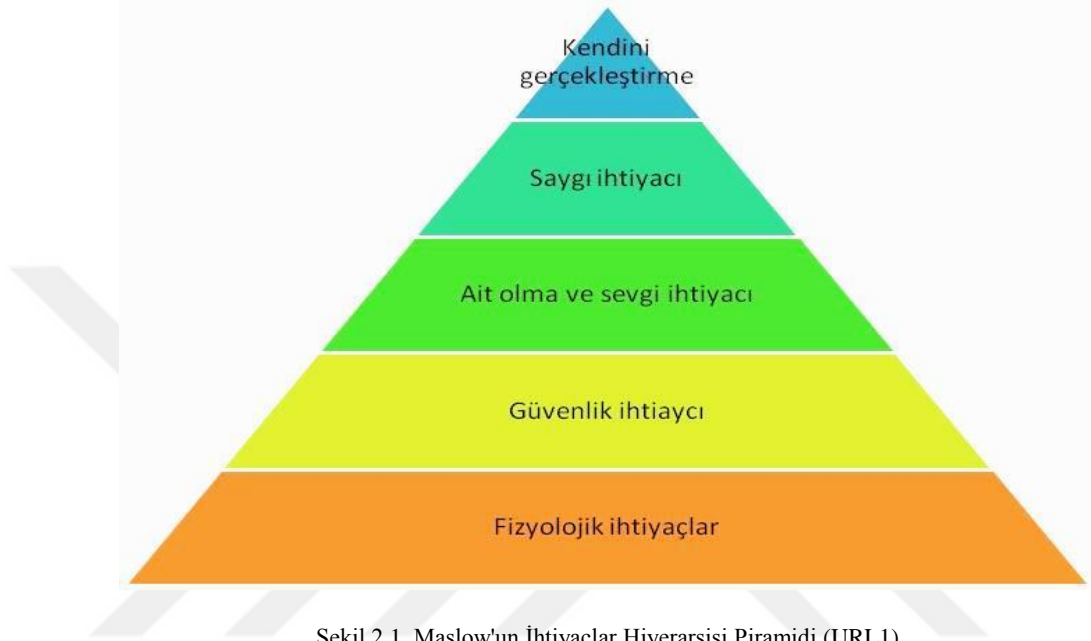 Kendini
gerçekleştirme
Saygı ihtiyacı
Ait olma ve sevgi ihtiyacı
Güvenlik ihtiaycı
Fizyolojik ihtiyaçlar
Şekil 2.1. Maslow'un İhtiyaçlar Hiyerarşisi Piramidi (URL1)